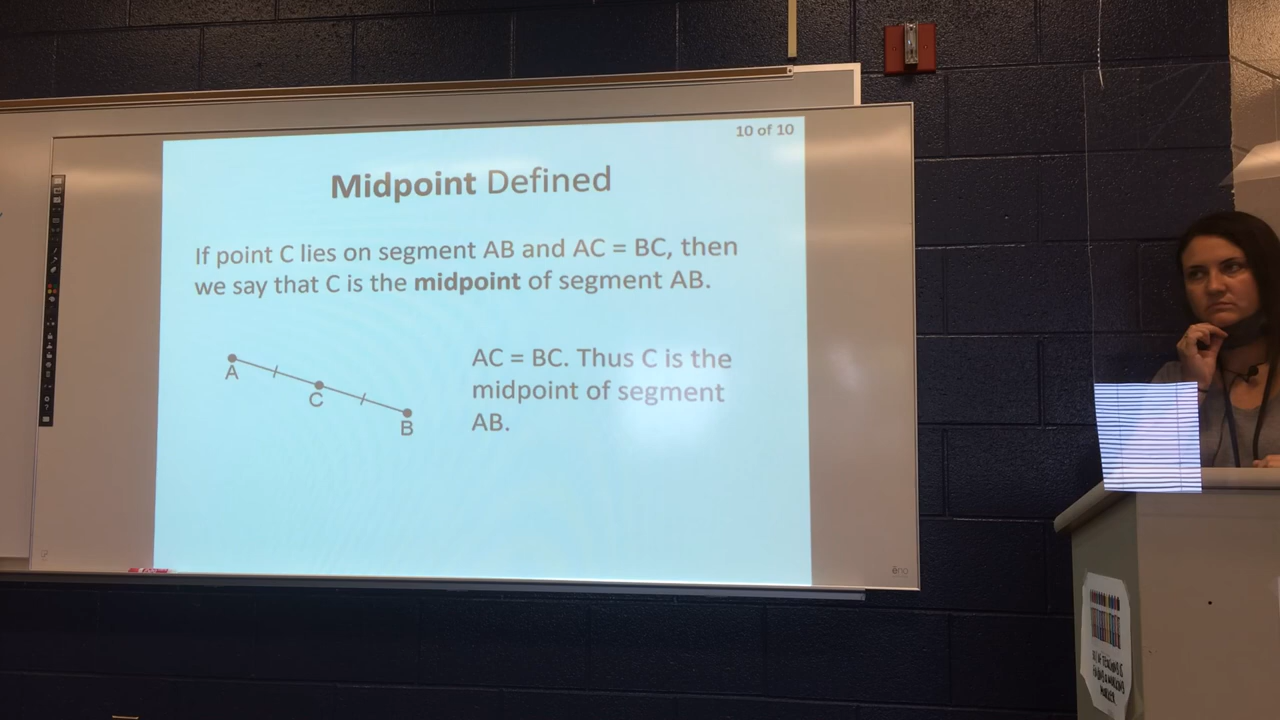 10 of 10
Midpoint Defined
If point C lies on segment AB and AC = BC, then
we say that C is the midpoint of segment AB.
A
C
B
AC = BC. Thus C is the
midpoint of segment
AB.
ēno